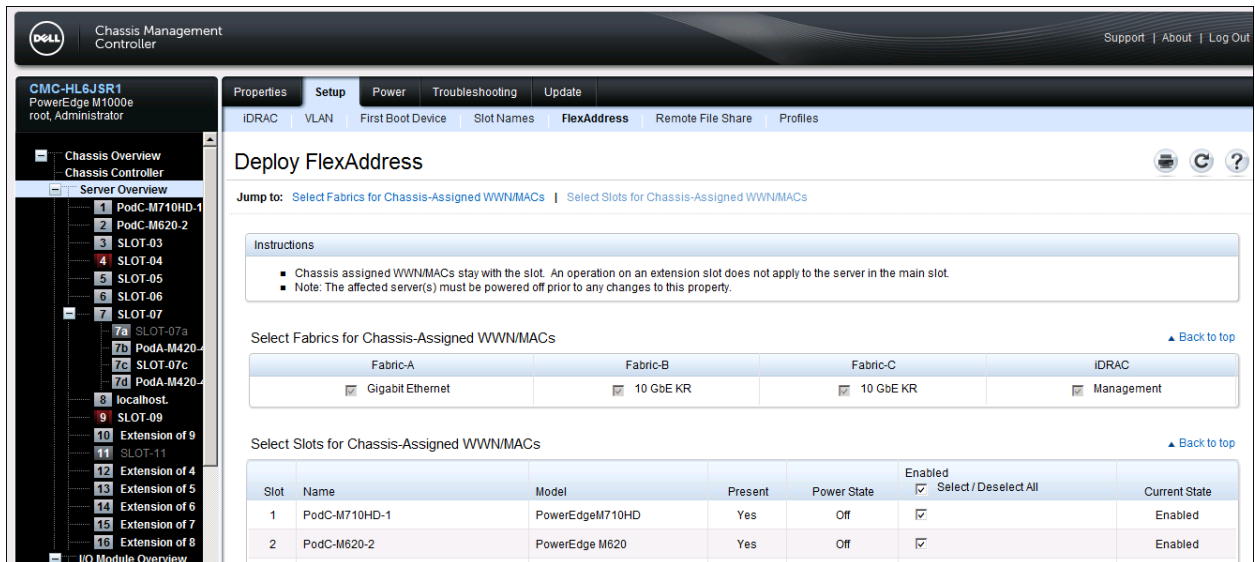 DELL
Chassis Management
Controller
Support | About | Log Out
CMC-HL6JSR1
PowerEdge M1000e
root, Administrator
Chassis Overview
Chassis Controller
Server Overview
1 PodC-M710HD-1
2 PodC-M620-2
3 SLOT-03
4 SLOT-04
5 SLOT-05
6 SLOT-06
7 SLOT-07
7a SLOT-07a
7b PodA-M420-4
7c SLOT-07c
7d PodA-M420-4
8 localhost.
9 SLOT-09
10 Extension of 9
11 SLOT-11
12 Extension of 4
13 Extension of 5
14 Extension of 6
15 Extension of 7
16 Extension of 8
I/O Module Overview
Properties Setup Power Troubleshooting Update
iDRAC VLAN First Boot Device Slot Names FlexAddress Remote File Share Profiles
Deploy FlexAddress
?
Jump to: Select Fabrics for Chassis-Assigned WWN/MACs | Select Slots for Chassis-Assigned WWN/MACs
Instructions
Chassis assigned WWN/MACs stay with the slot. An operation on an extension slot does not apply to the server in the main slot.
Note: The affected server(s) must be powered off prior to any changes to this property.
Select Fabrics for Chassis-Assigned WWN/MACs Back to top
Fabric-A Fabric-B Fabric-C iDRAC
Gigabit Ethernet 10 GbE KR 10 GbE KR Management
Select Slots for Chassis-Assigned WWN/MACs Back to top
Enabled
Slot Name Model Present Power State Select / Deselect All Current State
1 PodC-M710HD-1 PowerEdgeM710HD Yes Off Enabled
2 PodC-M620-2 PowerEdge M620 Yes Off Enabled